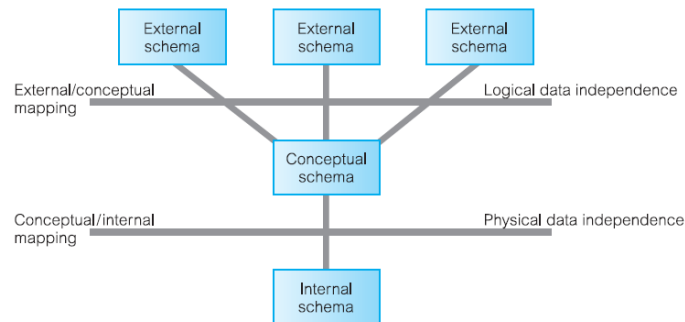 External
schema
External
schema
External
schema
External/conceptual
mapping
Logical data independence
Conceptual
schema
Conceptual/internal
mapping
Physical data independence
Internal
schema